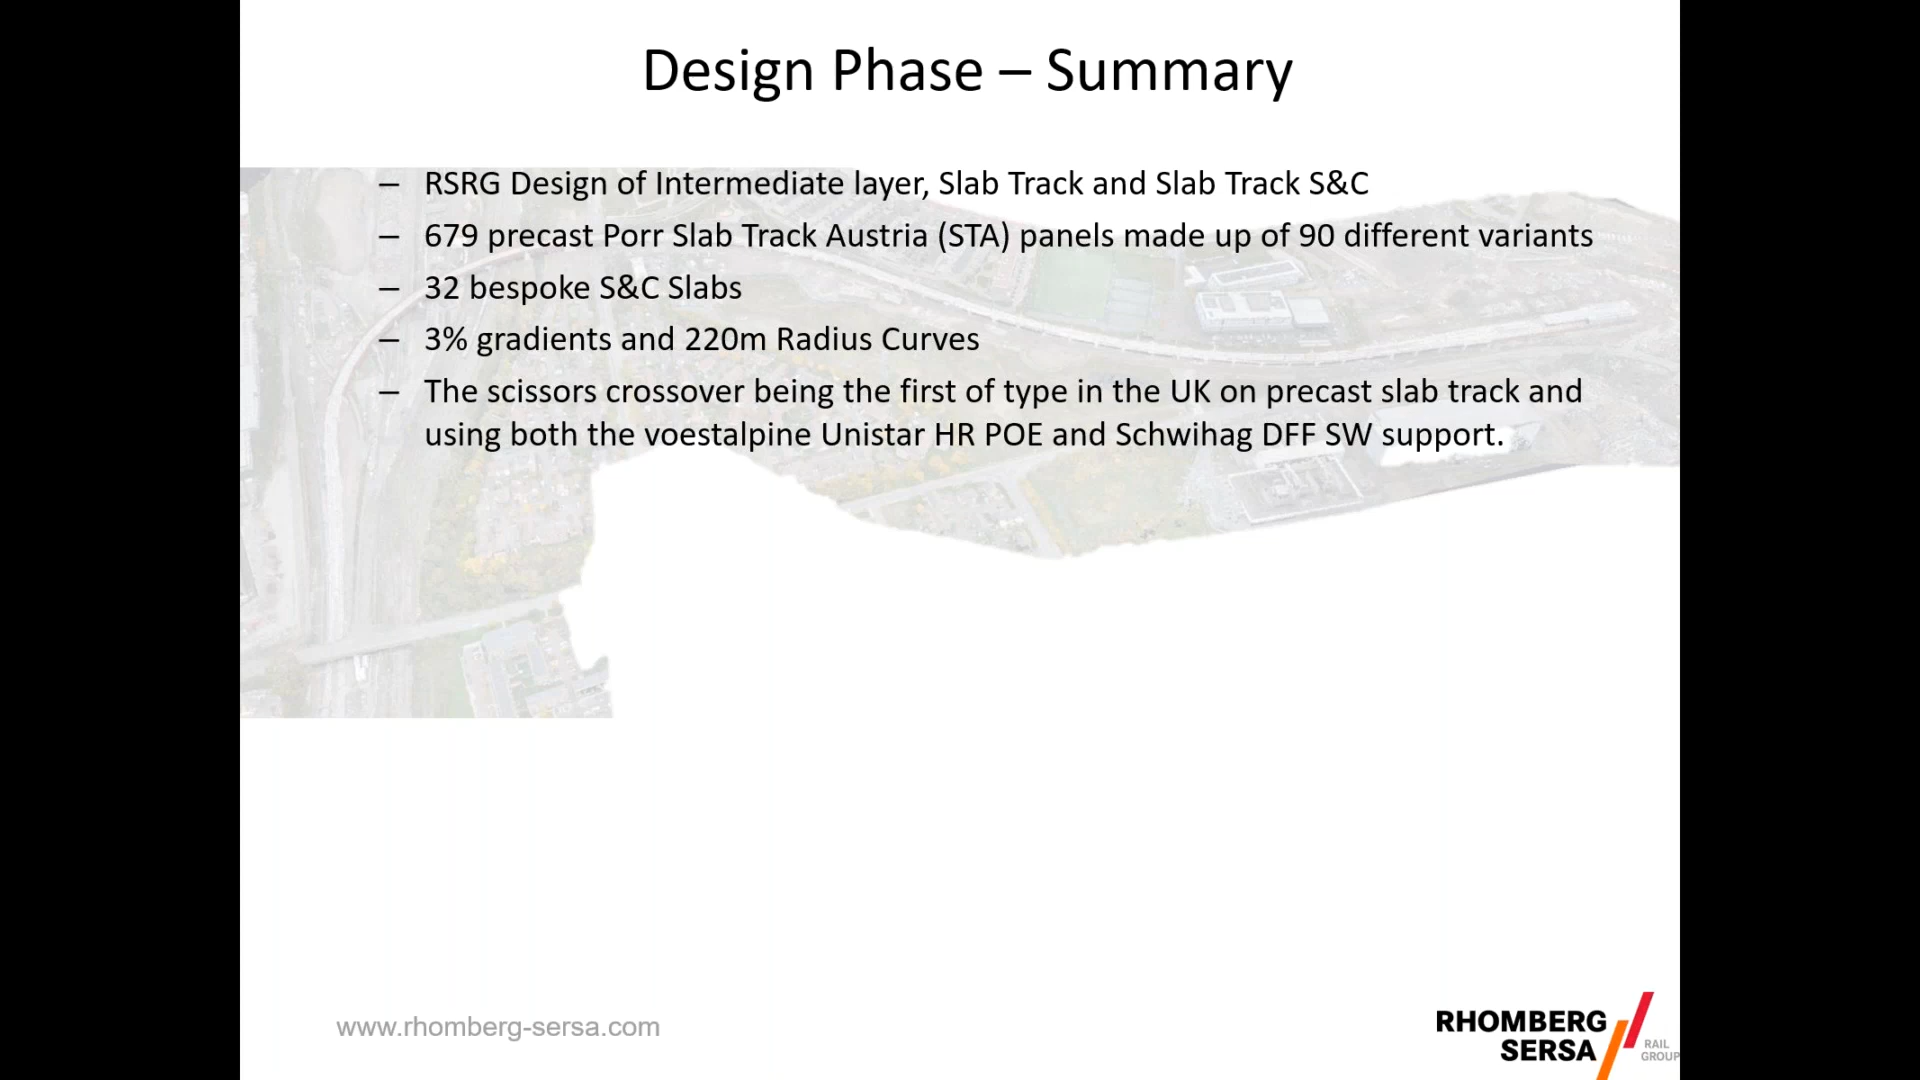 Design Phase – Summary
– RSRG Design of Intermediate layer, Slab Track and Slab Track S&C
– 679 precast Porr Slab Track Austria (STA) panels made up of 90 different variants
– 32 bespoke S&C Slabs
– 3% gradients and 220m Radius Curves
– The scissors crossover being the first of type in the UK on precast slab track and
using both the voestalpine Unistar HR POE and Schwihag DFF SW support.
www.rhomberg-sersa.com
RHOMBERG
SERSA
RAIL
GROUP